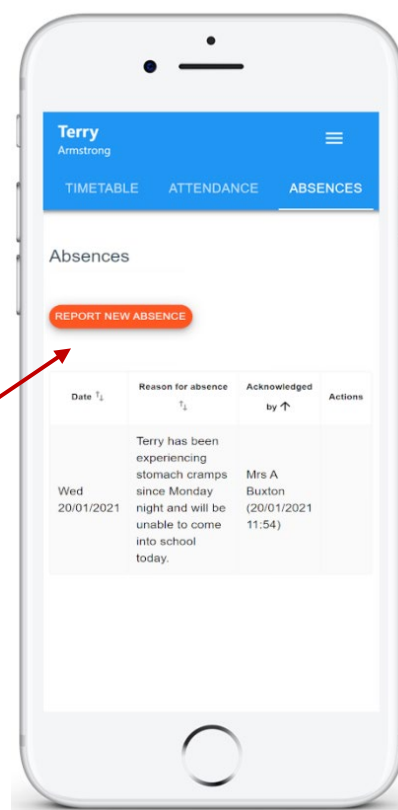 Terry
Armstrong
TIMETABLE ATTENDANCE ABSENCES
Absences
REPORT NEW ABSENCE
Date Reason for absence Acknowledged by Actions
Wed
20/01/2021
Terry has been
experiencing
stomach cramps
since Monday
night and will be
unable to come
into school
today.
Mrs A
Buxton
(20/01/2021
11:54)